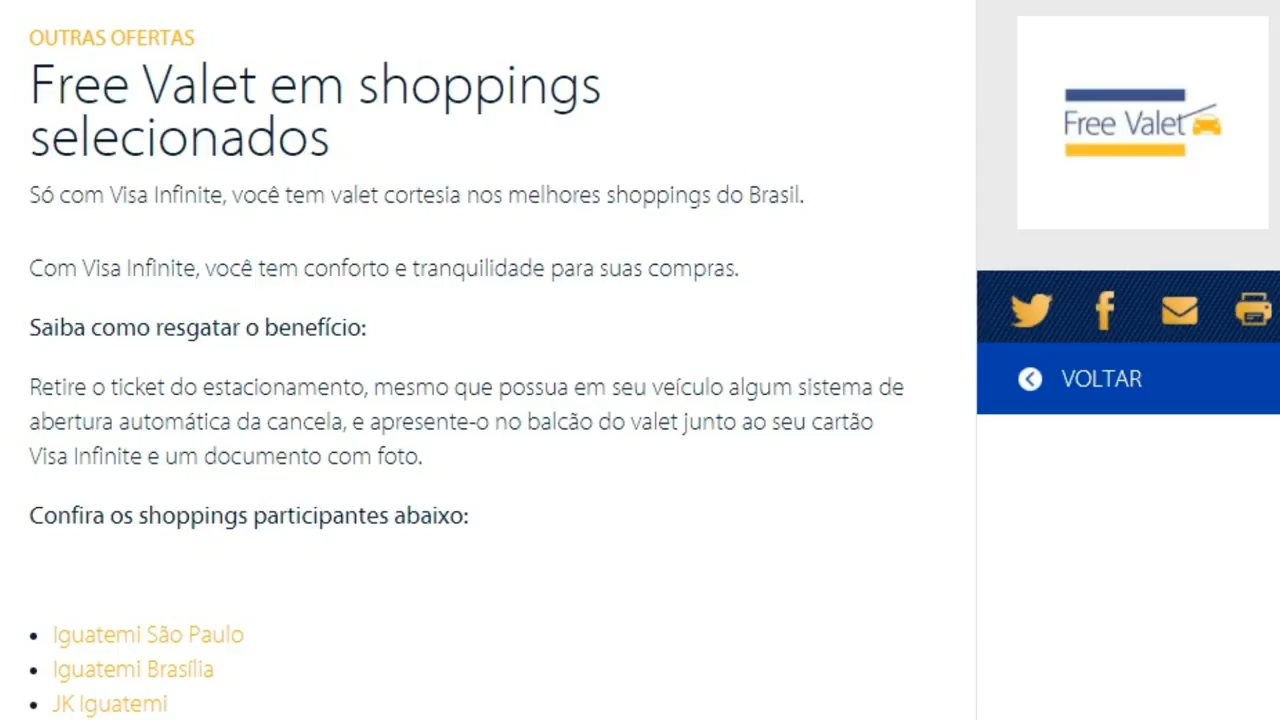 OUTRAS OFERTAS
Free Valet em shoppings
selecionados
Só com Visa Infinite, você tem valet cortesia nos melhores shoppings do Brasil.
Com Visa Infinite, você tem conforto e tranquilidade para suas compras.
Saiba como resgatar o benefício:
Retire o ticket do estacionamento, mesmo que possua em seu veículo algum sistema de
abertura automática da cancela, e apresente-o no balcão do valet junto ao seu cartão
Visa Infinite e um documento com foto.
Confira os shoppings participantes abaixo:
Iguatemi São Paulo
Iguatemi Brasília
JK Iguatemi
Free Valet
VOLTAR